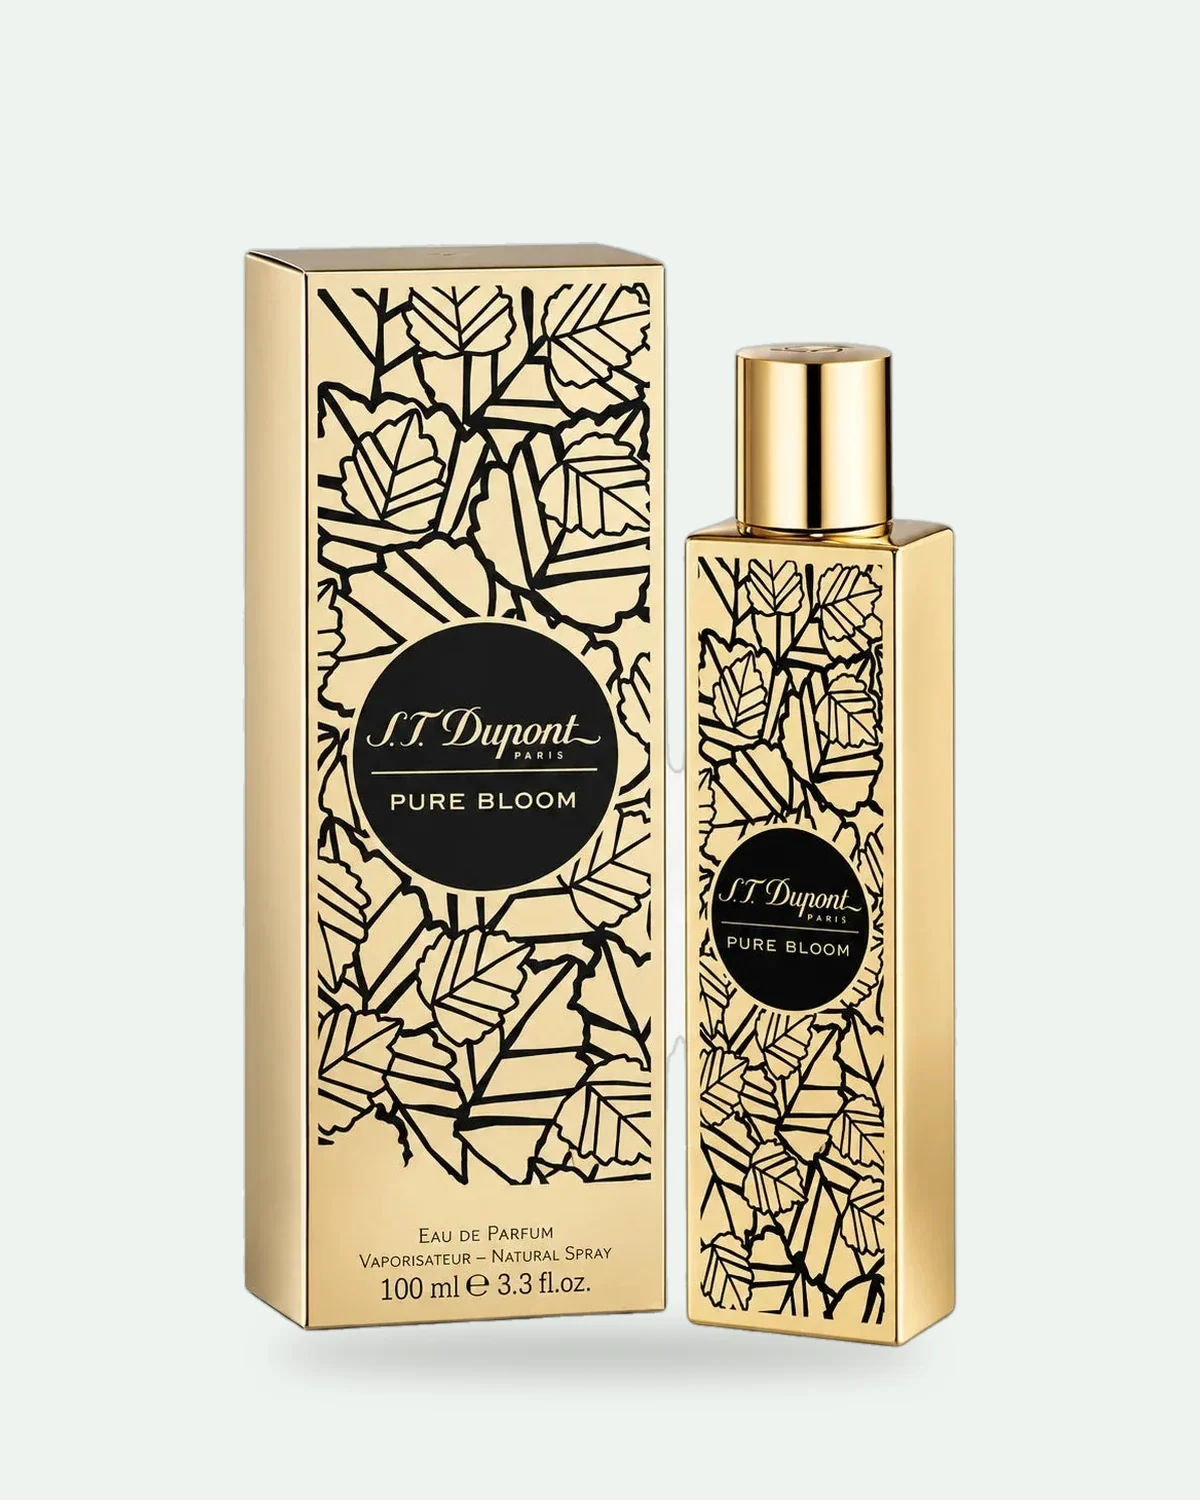 S.T. Dupont
PARIS
PURE BLOOM
EAU DE PARFUM
VAPORISATEUR – NATURAL SPRAY
100 ml ℮ 3.3 fl.oz.
S.T. Dupont
PARIS
PURE BLOOM